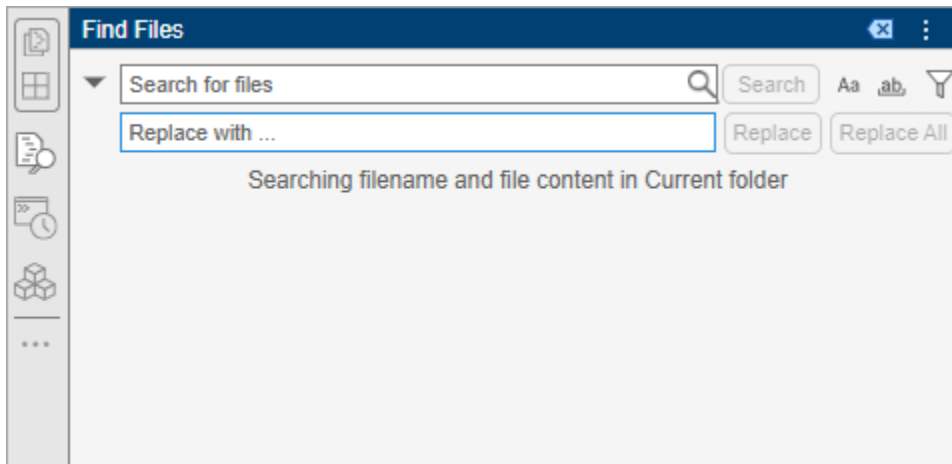 Find Files
Search for files Search Aa ab,
Replace with ... Replace Replace All
Searching filename and file content in Current folder